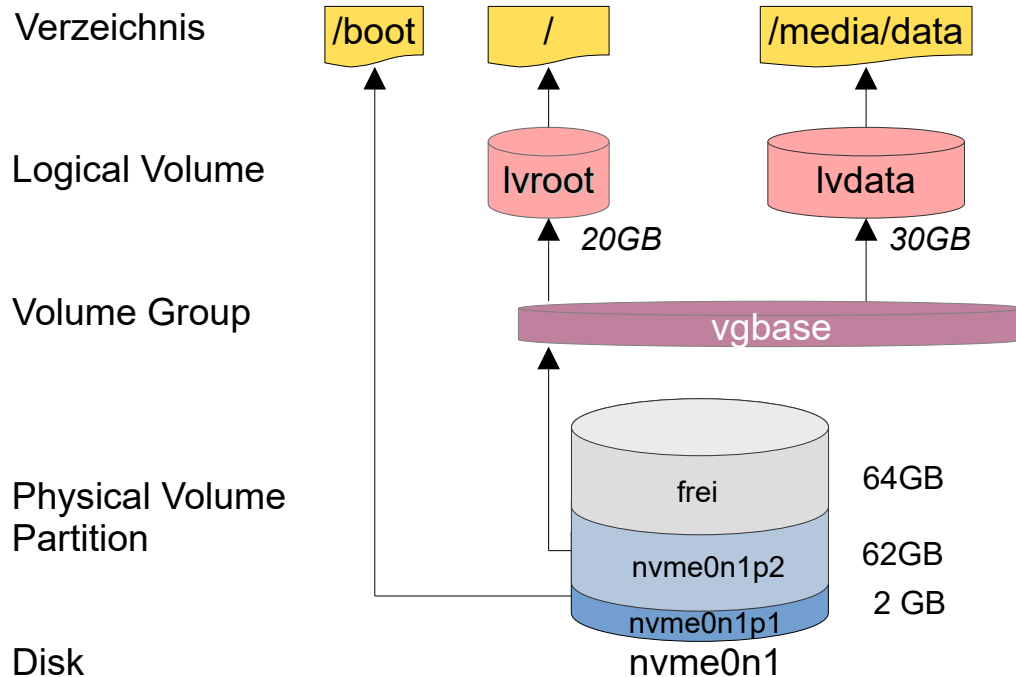 Verzeichnis /boot / /media/data
Logical Volume lvroot lvdata
20GB 30GB
Volume Group vgbase
frei 64GB
Physical Volume
Partition
nvme0n1p2 62GB
2 GB
nvme0n1p1
Disk nvme0n1